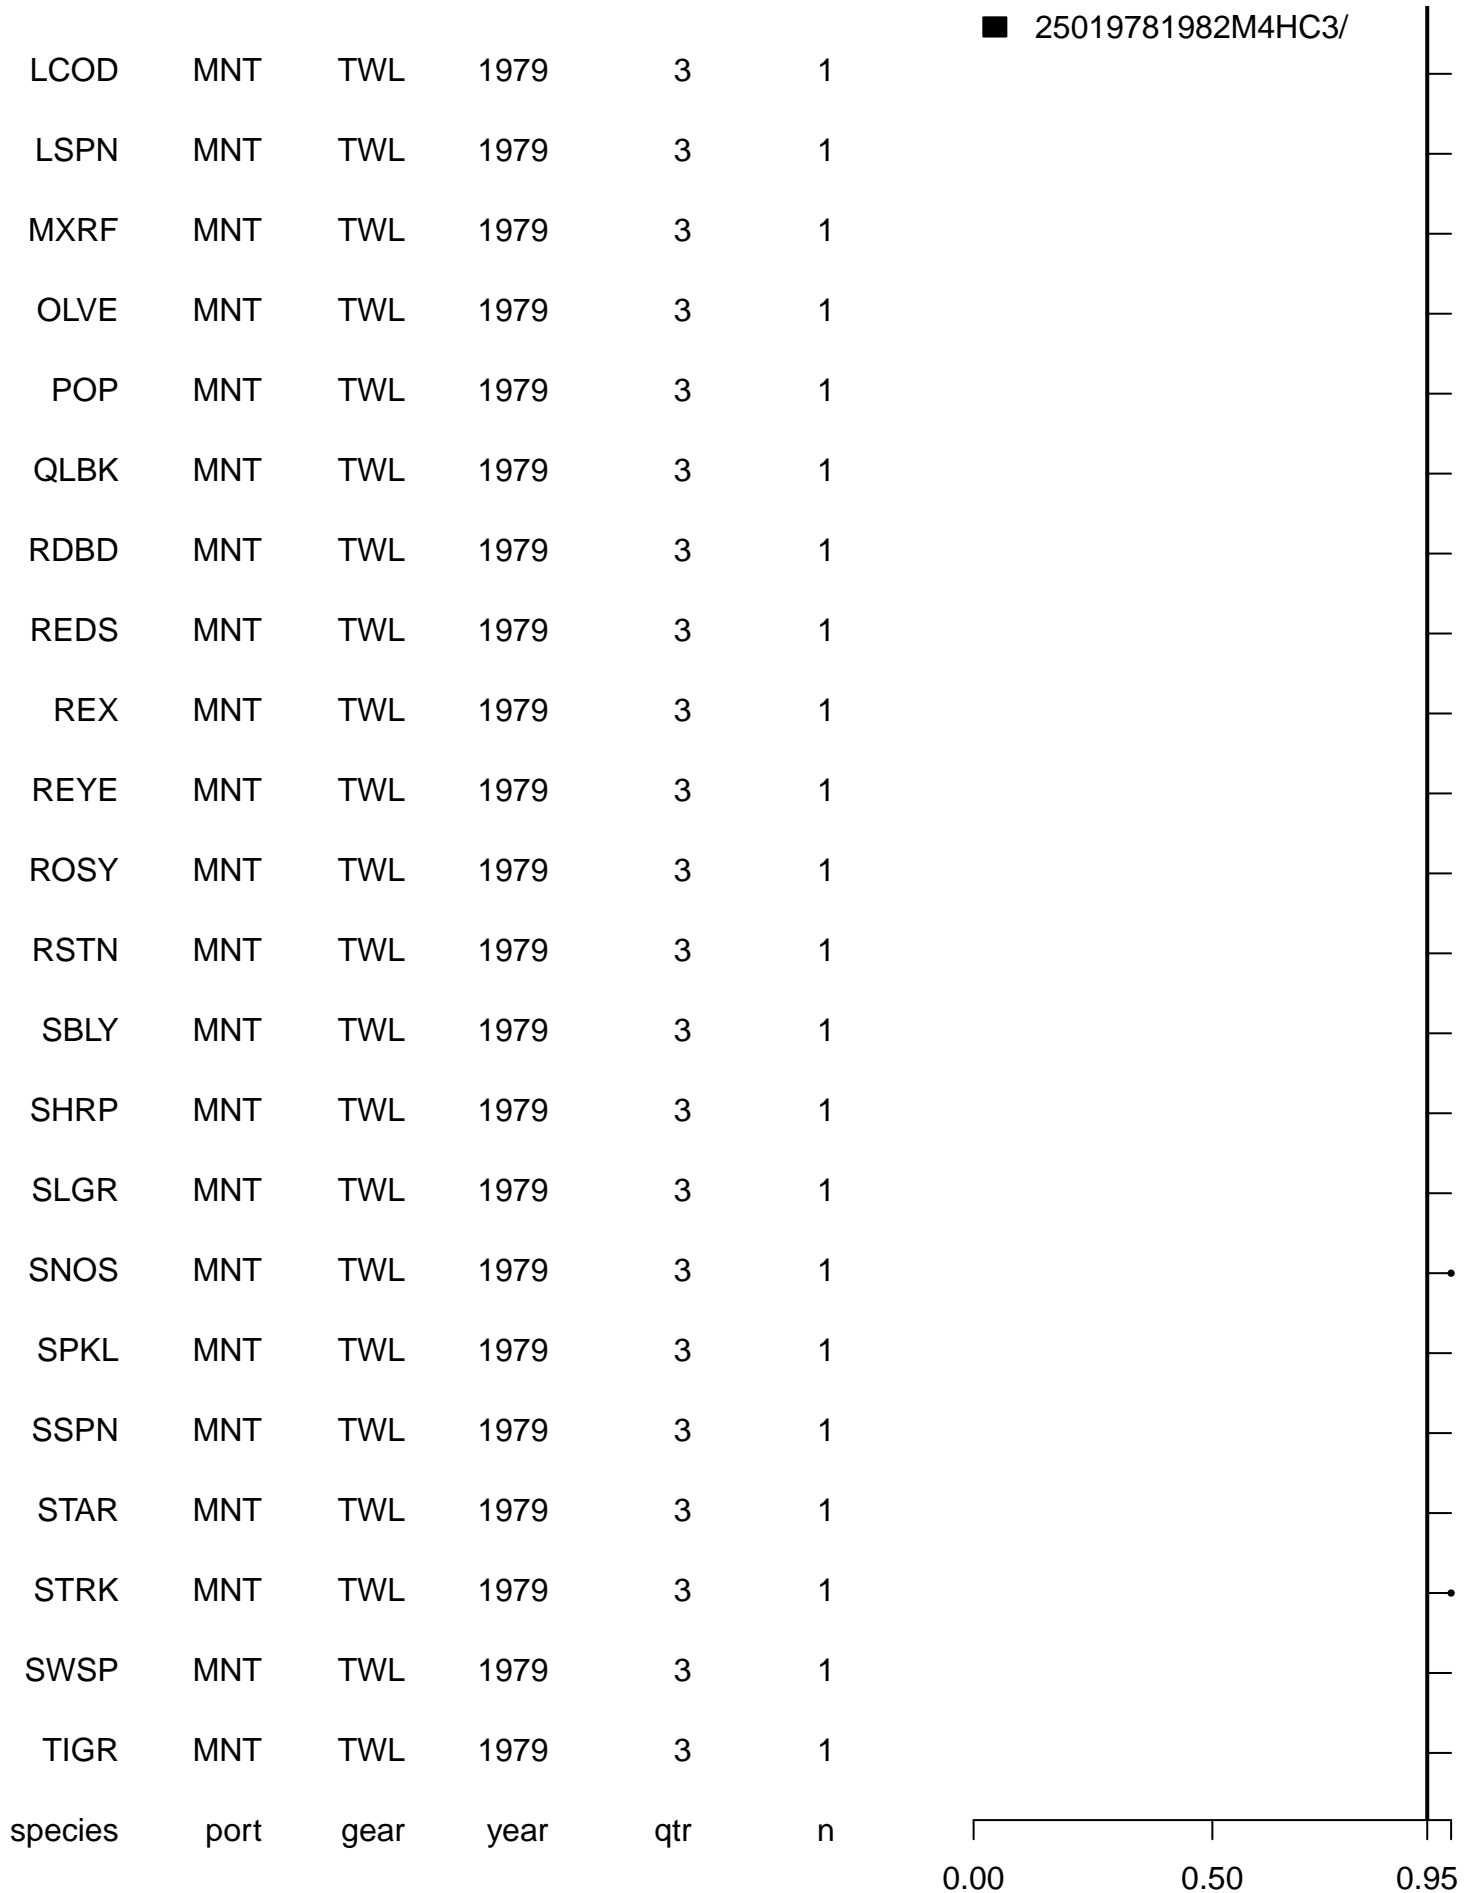 25019781982M4HC3/
LCOD MNT TWL 1979 3 1
LSPN MNT TWL 1979 3 1
MXRF MNT TWL 1979 3 1
OLVE MNT TWL 1979 3 1
POP MNT TWL 1979 3 1
QLBK MNT TWL 1979 3 1
RDBD MNT TWL 1979 3 1
REDS MNT TWL 1979 3 1
REX MNT TWL 1979 3 1
REYE MNT TWL 1979 3 1
ROSY MNT TWL 1979 3 1
RSTN MNT TWL 1979 3 1
SBLY MNT TWL 1979 3 1
SHRP MNT TWL 1979 3 1
SLGR MNT TWL 1979 3 1
SNOS MNT TWL 1979 3 1
SPKL MNT TWL 1979 3 1
SSPN MNT TWL 1979 3 1
STAR MNT TWL 1979 3 1
STRK MNT TWL 1979 3 1
SWSP MNT TWL 1979 3 1
TIGR MNT TWL 1979 3 1
species port gear year qtr n
0.00 0.50 0.95